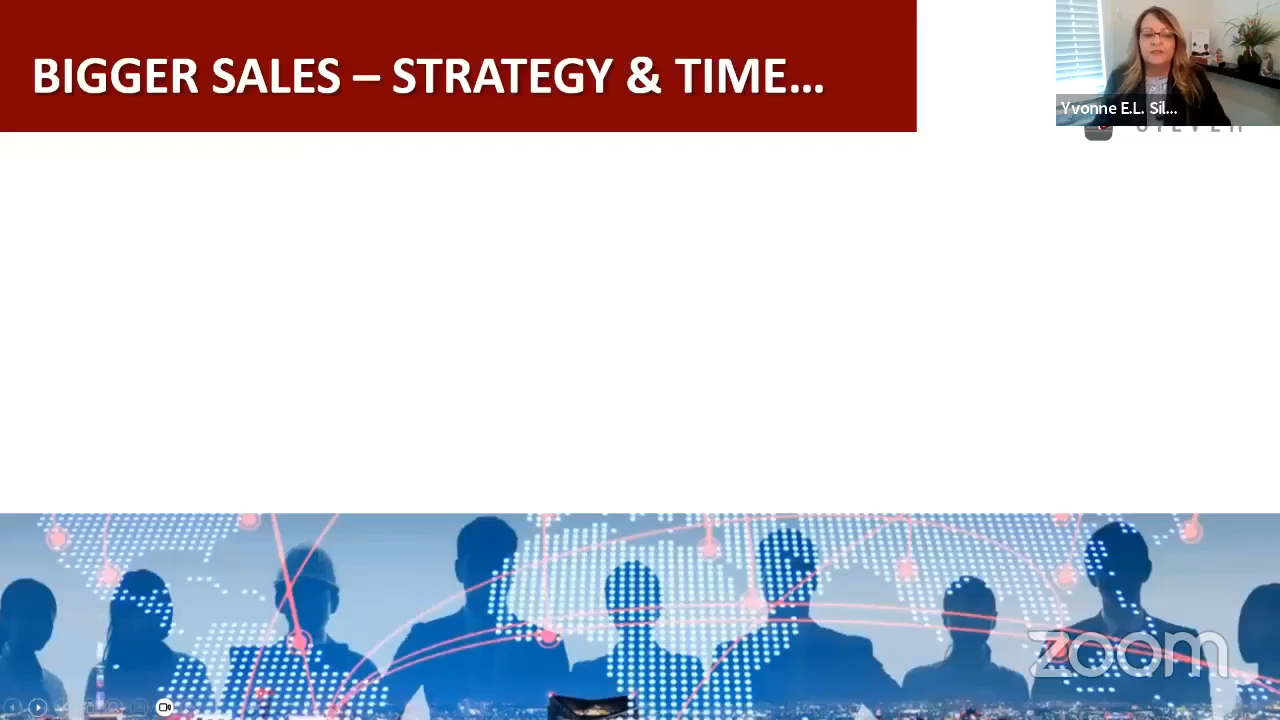 BIGGER SALES – STRATEGY & TIME...
Yvonne E.L. Sil...
zoom